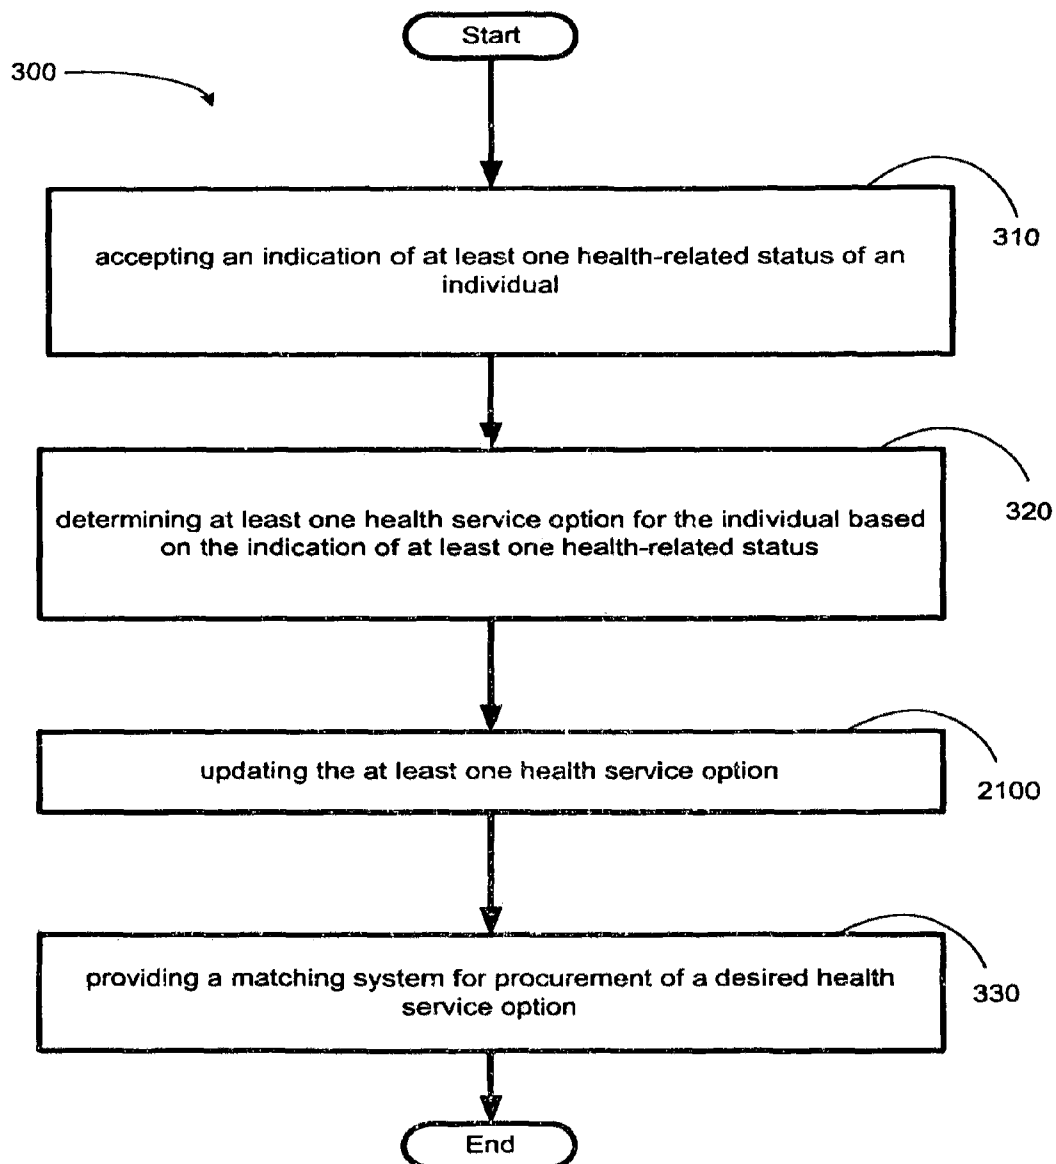 Start
300
310
accepting an indication of at least one health-related status of an
individual
320
determining at least one health service option for the individual based
on the indication of at least one health-related status
updating the at least one health service option
2100
providing a matching system for procurement of a desired health
service option
330
End